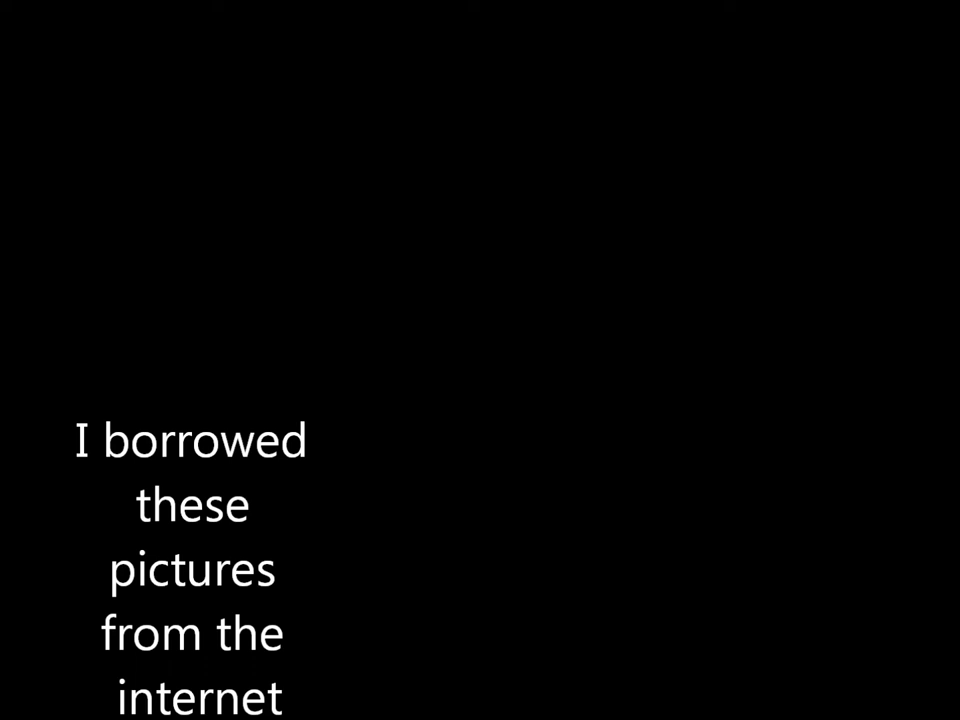 I borrowed
these
pictures
from the
internet